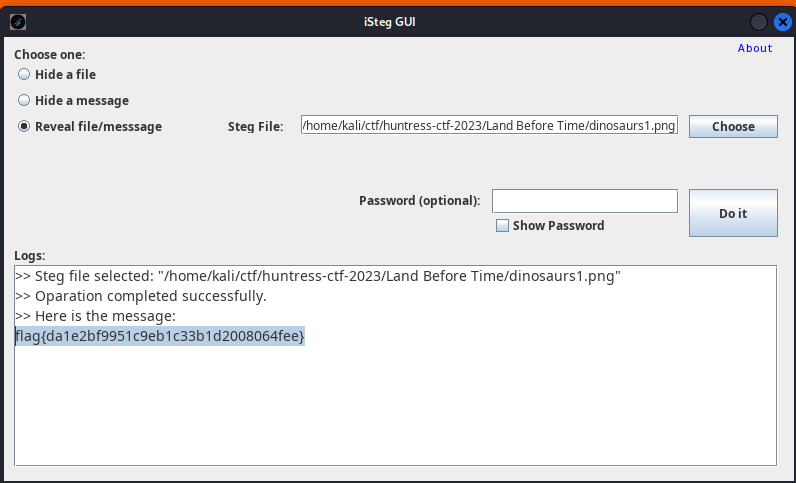 iSteg GUI
About
Choose one:
Hide a file
Hide a message
Reveal file/messsage
Steg File:
/home/kali/ctf/huntress-ctf-2023/Land Before Time/dinosaurs1.png
Choose
Password (optional):
Do it
Show Password
Logs:
>> Steg file selected: "/home/kali/ctf/huntress-ctf-2023/Land Before Time/dinosaurs1.png"
>> Oparation completed successfully.
>> Here is the message:
flag{da1e2bf9951c9eb1c33b1d2008064fee}